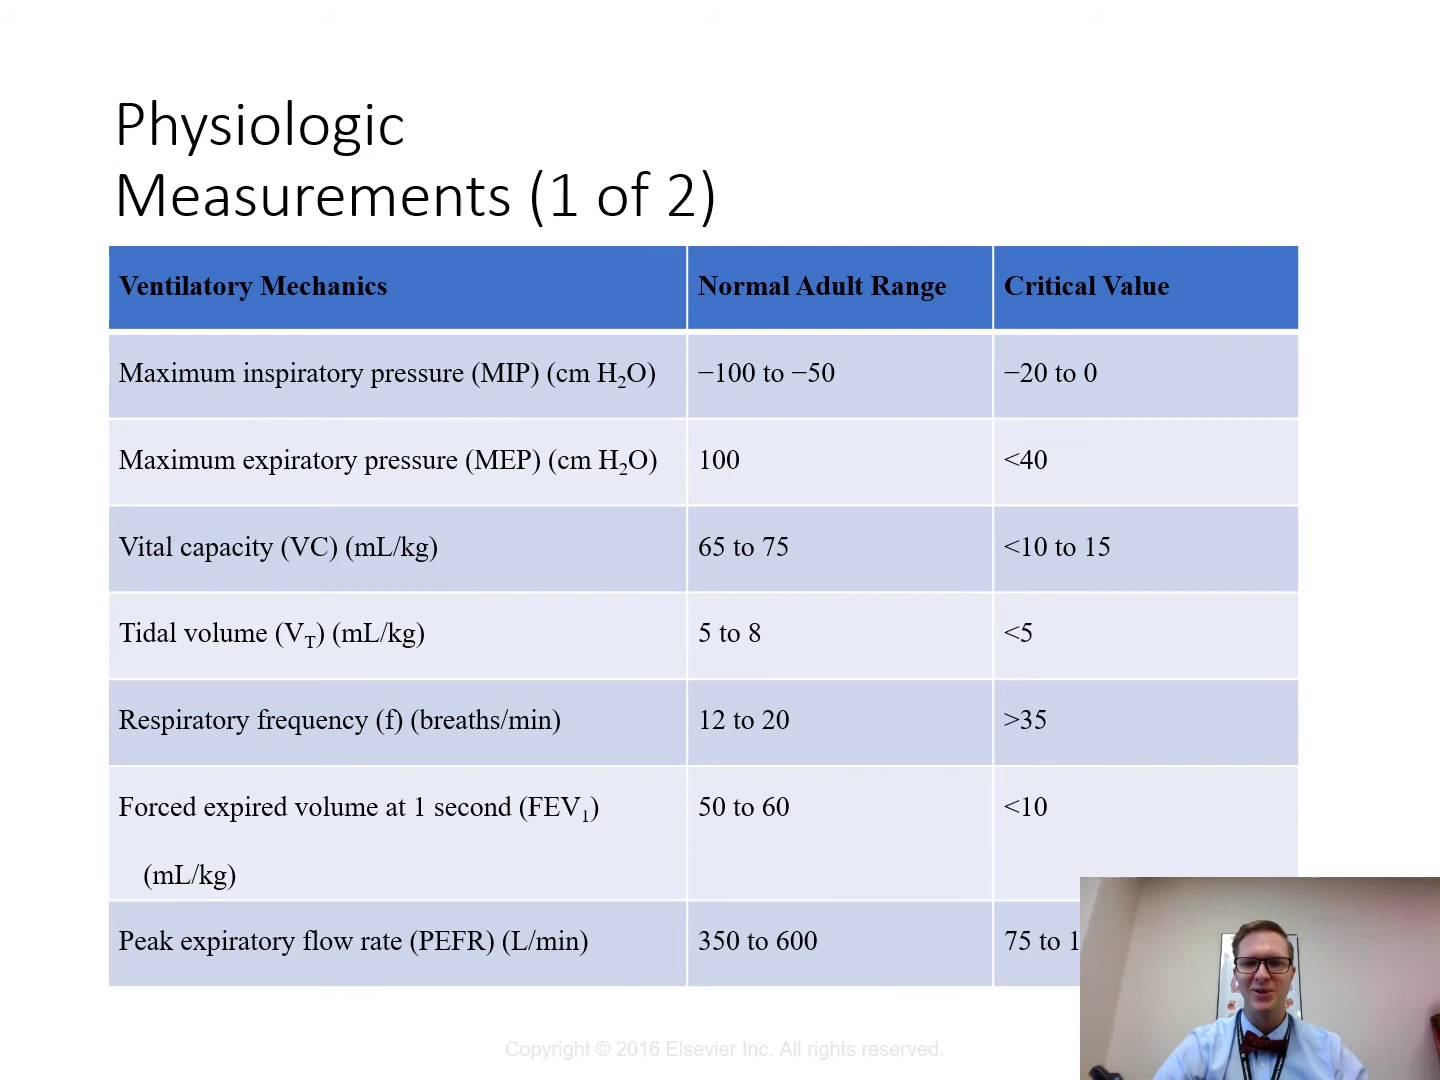 Physiologic
Measurements (1 of 2)
Ventilatory Mechanics Normal Adult Range Critical Value
Maximum inspiratory pressure (MIP) (cm H₂O) −100 to −50 −20 to 0
Maximum expiratory pressure (MEP) (cm H₂O) 100 <40
Vital capacity (VC) (mL/kg) 65 to 75 <10 to 15
Tidal volume (V_T) (mL/kg) 5 to 8 <5
Respiratory frequency (f) (breaths/min) 12 to 20 >35
Forced expired volume at 1 second (FEV₁) 50 to 60 <10
(mL/kg)
Peak expiratory flow rate (PEFR) (L/min) 350 to 600 75 to
Copyright © 2016 Elsevier Inc. All rights reserved.